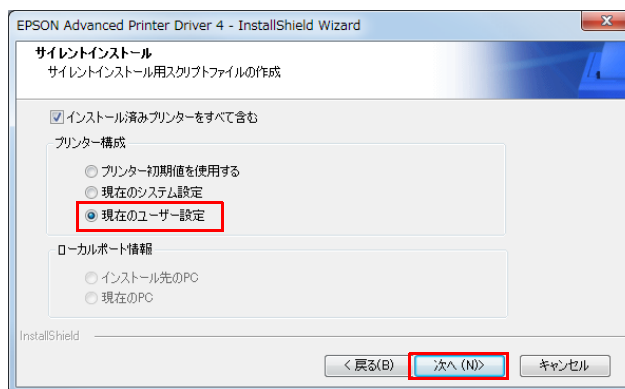 EPSON Advanced Printer Driver 4 - InstallShield Wizard
サイレントインストール
サイレントインストール用スクリプトファイルの作成
インストール済みプリンターをすべて含む
プリンター構成
プリンター初期値を使用する
現在のシステム設定
現在のユーザー設定
ローカルポート情報
インストール先のPC
現在のPC
InstallShield
< 戻る(B) 次へ (N)> キャンセル